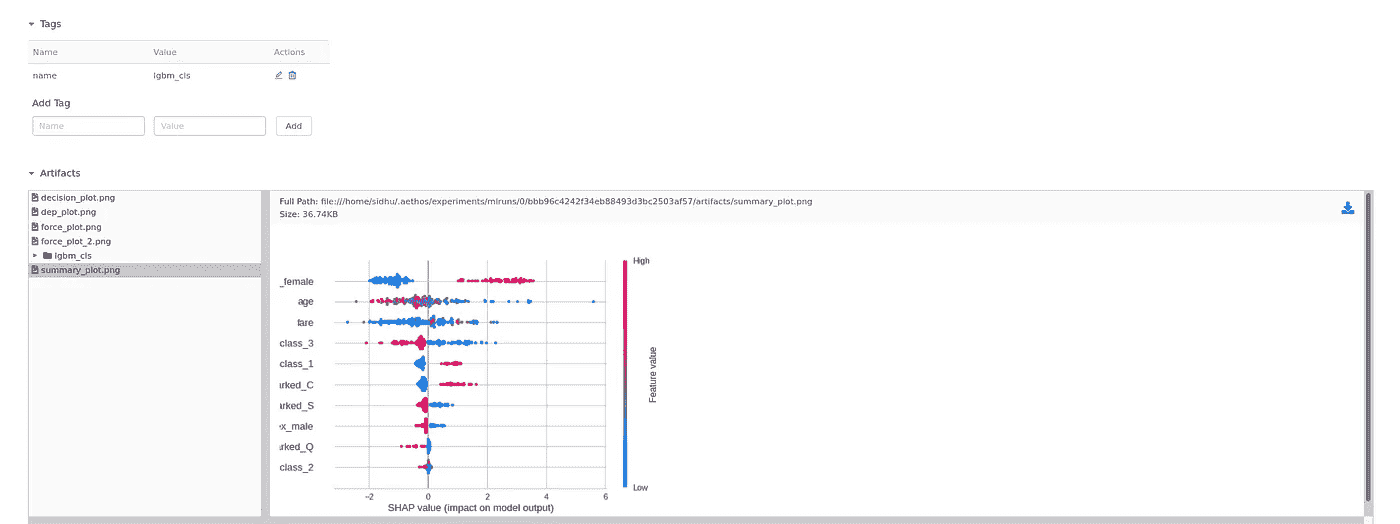 Tags
Name Value Actions
name lgbm_cls
Add Tag
Name Value Add
Artifacts
decision_plot.png
dep_plot.png
force_plot.png
force_plot_2.png
lgbm_cls
summary_plot.png
Full Path: file:///home/sidhu/.aethos/experiments/mlruns/0/bbb96c4242f34eb88493d3bc2503af57/artifacts/summary_plot.png
Size: 36.74KB
High
_female
age
fare
class_3
class_1
arked_C
arked_S
ex_male
arked_Q
class_2
Low
Feature value
−2 0 2 4 6
SHAP value (impact on model output)